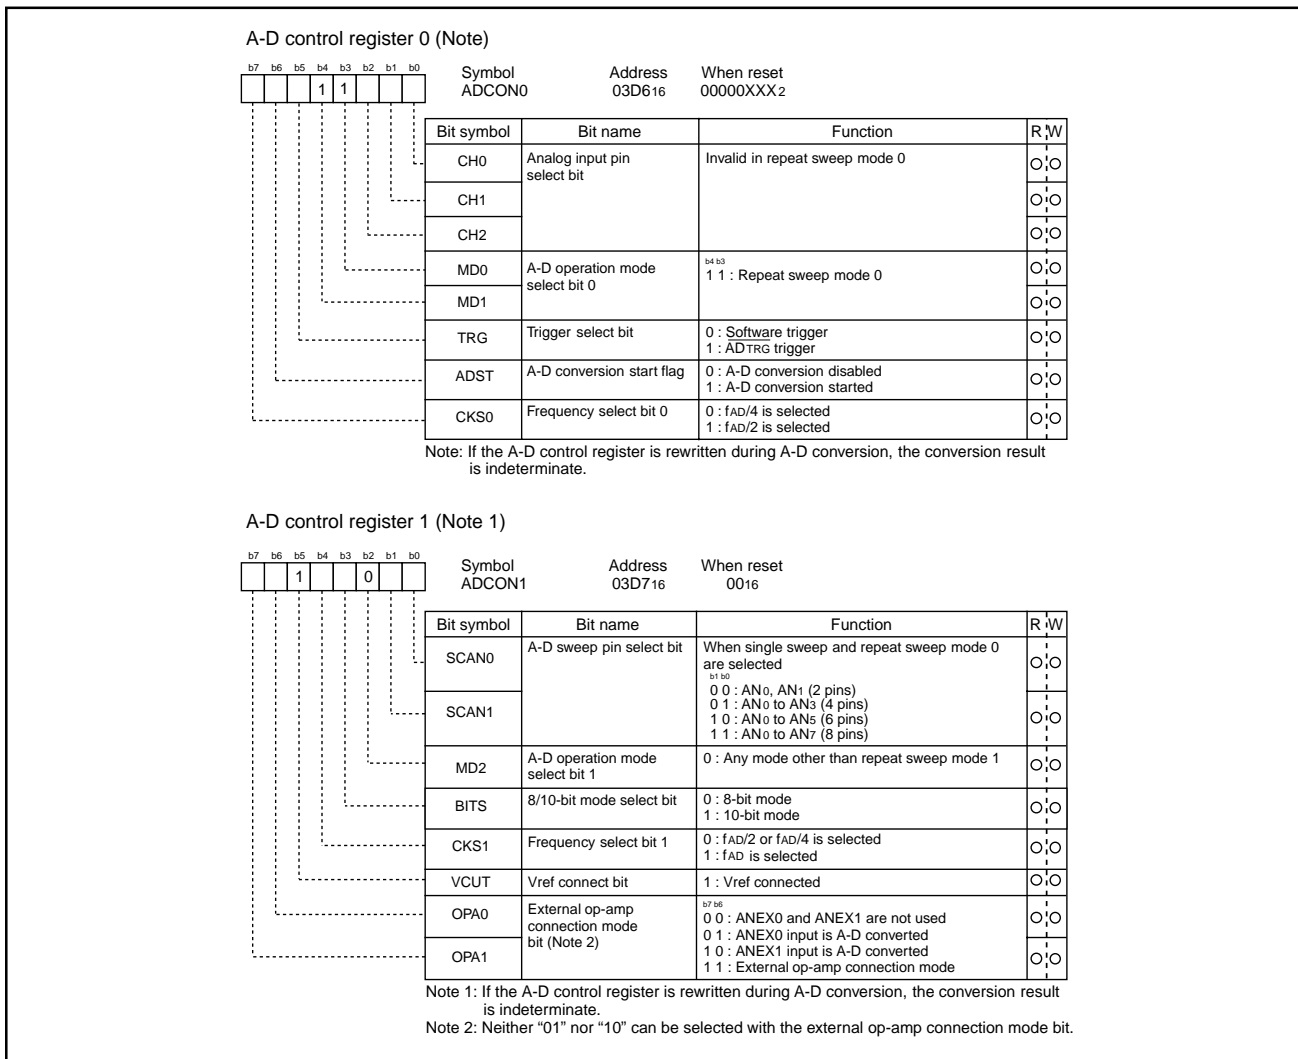 A-D control register 0 (Note)
b7 b6 b5 b4 b3 b2 b1 b0
1 1
Symbol Address When reset
ADCON0 03D616 00000XXX2
Bit symbol Bit name Function R W
CH0 Analog input pin select bit Invalid in repeat sweep mode 0
CH1
CH2
MD0 A-D operation mode select bit 0 b4 b3
1 1 : Repeat sweep mode 0
MD1
TRG Trigger select bit 0 : Software trigger
1 : ADTRG trigger
ADST A-D conversion start flag 0 : A-D conversion disabled
1 : A-D conversion started
CKS0 Frequency select bit 0 0 : fAD/4 is selected
1 : fAD/2 is selected
Note: If the A-D control register is rewritten during A-D conversion, the conversion result
is indeterminate.
A-D control register 1 (Note 1)
b7 b6 b5 b4 b3 b2 b1 b0
1 0
Symbol Address When reset
ADCON1 03D716 0016
Bit symbol Bit name Function R W
SCAN0 A-D sweep pin select bit When single sweep and repeat sweep mode 0
are selected
b1 b0
0 0 : AN0, AN1 (2 pins)
0 1 : AN0 to AN3 (4 pins)
SCAN1 1 0 : AN0 to AN5 (6 pins)
1 1 : AN0 to AN7 (8 pins)
MD2 A-D operation mode select bit 1 0 : Any mode other than repeat sweep mode 1
BITS 8/10-bit mode select bit 0 : 8-bit mode
1 : 10-bit mode
CKS1 Frequency select bit 1 0 : fAD/2 or fAD/4 is selected
1 : fAD is selected
VCUT Vref connect bit 1 : Vref connected
OPA0 External op-amp connection mode bit (Note 2) b7 b6
0 0 : ANEX0 and ANEX1 are not used
0 1 : ANEX0 input is A-D converted
OPA1 1 0 : ANEX1 input is A-D converted
1 1 : External op-amp connection mode
Note 1: If the A-D control register is rewritten during A-D conversion, the conversion result
is indeterminate.
Note 2: Neither “01” nor “10” can be selected with the external op-amp connection mode bit.